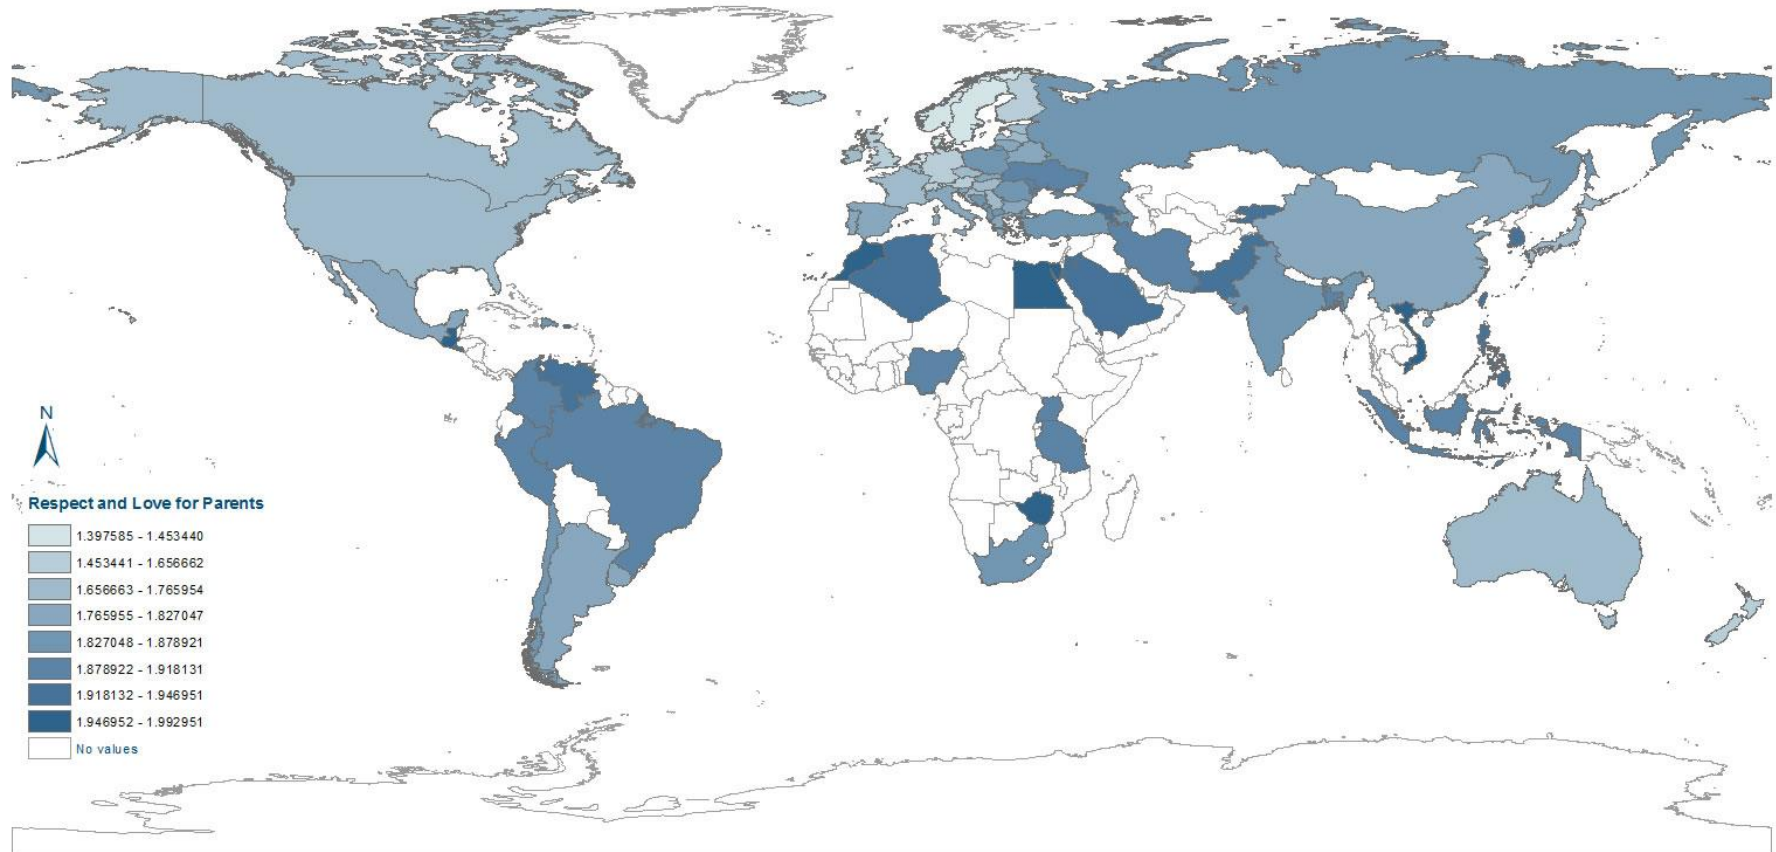 N
Respect and Love for Parents
1.397585 - 1.453440
1.453441 - 1.656662
1.656663 - 1.765954
1.765955 - 1.827047
1.827048 - 1.878921
1.878922 - 1.918131
1.918132 - 1.946951
1.946952 - 1.992951
No values